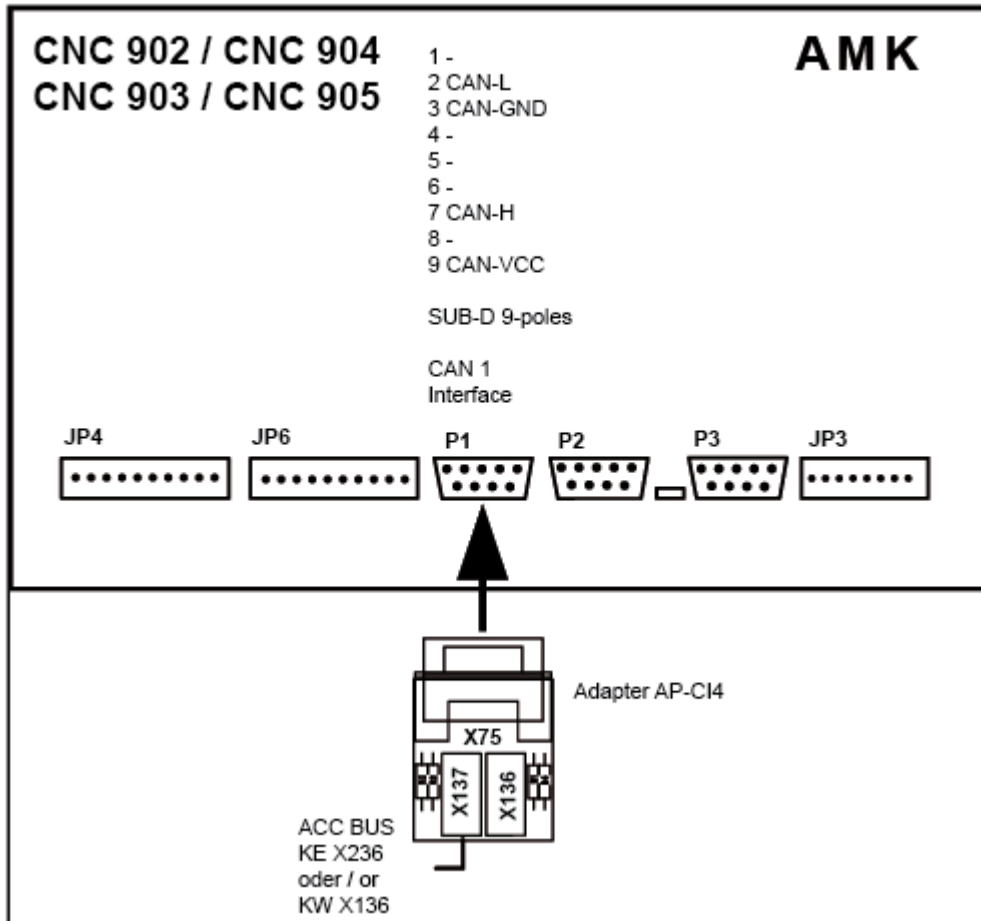 CNC 902 / CNC 904
CNC 903 / CNC 905
AMK
1 -
2 CAN-L
3 CAN-GND
4 -
5 -
6 -
7 CAN-H
8 -
9 CAN-VCC
SUB-D 9-poles
CAN 1
Interface
JP4
JP6
P1
P2
P3
JP3
Adapter AP-CI4
X75
X137
X136
ACC BUS
KE X236
oder / or
KW X136